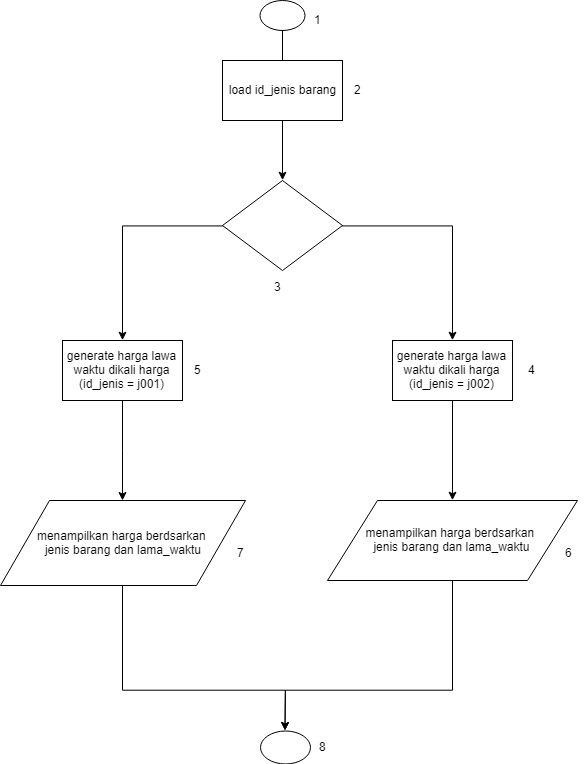 1
load id_jenis barang
2
3
generate harga lawa
waktu dikali harga
(id_jenis = j001)
5
generate harga lawa
waktu dikali harga
(id_jenis = j002)
4
menampilkan harga berdsarkan
jenis barang dan lama_waktu
7
menampilkan harga berdsarkan
jenis barang dan lama_waktu
6
8